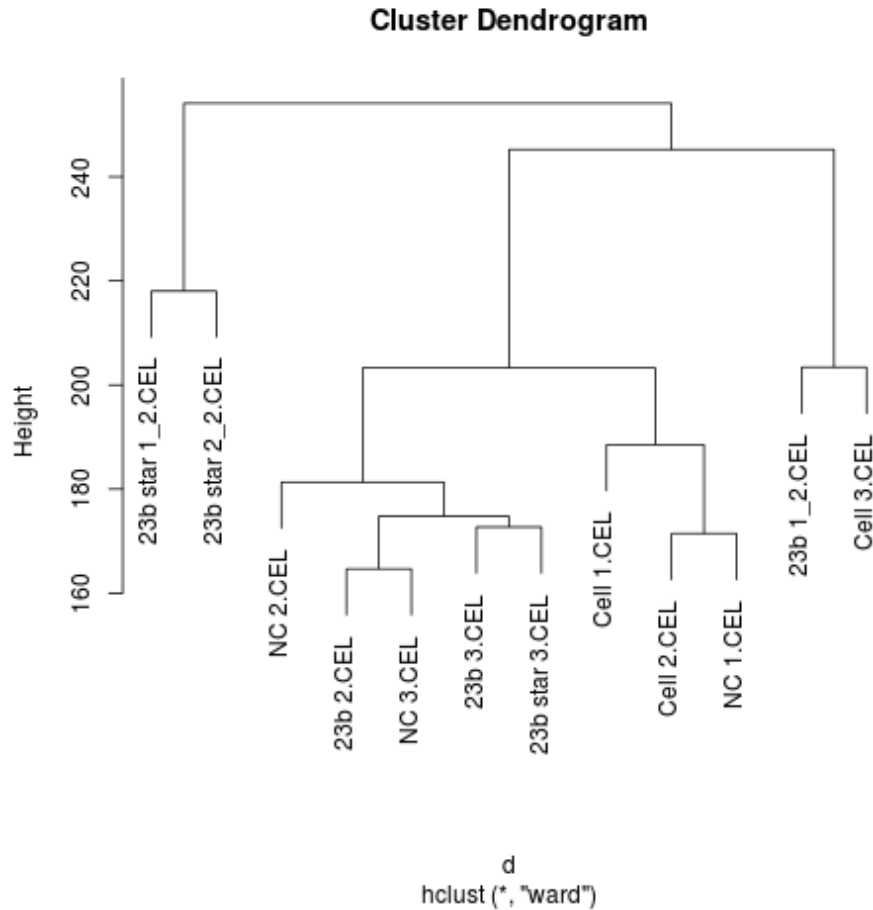 Cluster Dendrogram
Height
240
220
200
180
160
23b star 1_2.CEL
23b star 2_2.CEL
NC 2.CEL
23b 2.CEL
NC 3.CEL
23b 3.CEL
23b star 3.CEL
Cell 1.CEL
Cell 2.CEL
NC 1.CEL
23b 1_2.CEL
Cell 3.CEL
d
hclust (*, "ward")